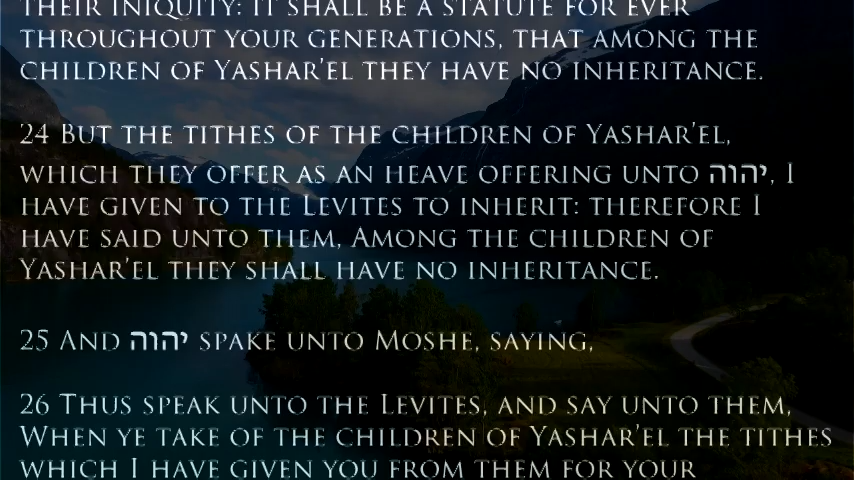 THEIR INIQUITY: IT SHALL BE A STATUTE FOR EVER
THROUGHOUT YOUR GENERATIONS, THAT AMONG THE
CHILDREN OF YASHAR'EL THEY HAVE NO INHERITANCE.
24 BUT THE TITHES OF THE CHILDREN OF YASHAR'EL,
WHICH THEY OFFER AS AN HEAVE OFFERING UNTO יהוה, I
HAVE GIVEN TO THE LEVITES TO INHERIT: THEREFORE I
HAVE SAID UNTO THEM, AMONG THE CHILDREN OF
YASHAR'EL THEY SHALL HAVE NO INHERITANCE.
25 AND יהוה SPAKE UNTO MOSHE, SAYING,
26 THUS SPEAK UNTO THE LEVITES, AND SAY UNTO THEM,
WHEN YE TAKE OF THE CHILDREN OF YASHAR'EL THE TITHES
WHICH I HAVE GIVEN YOU FROM THEM FOR YOUR